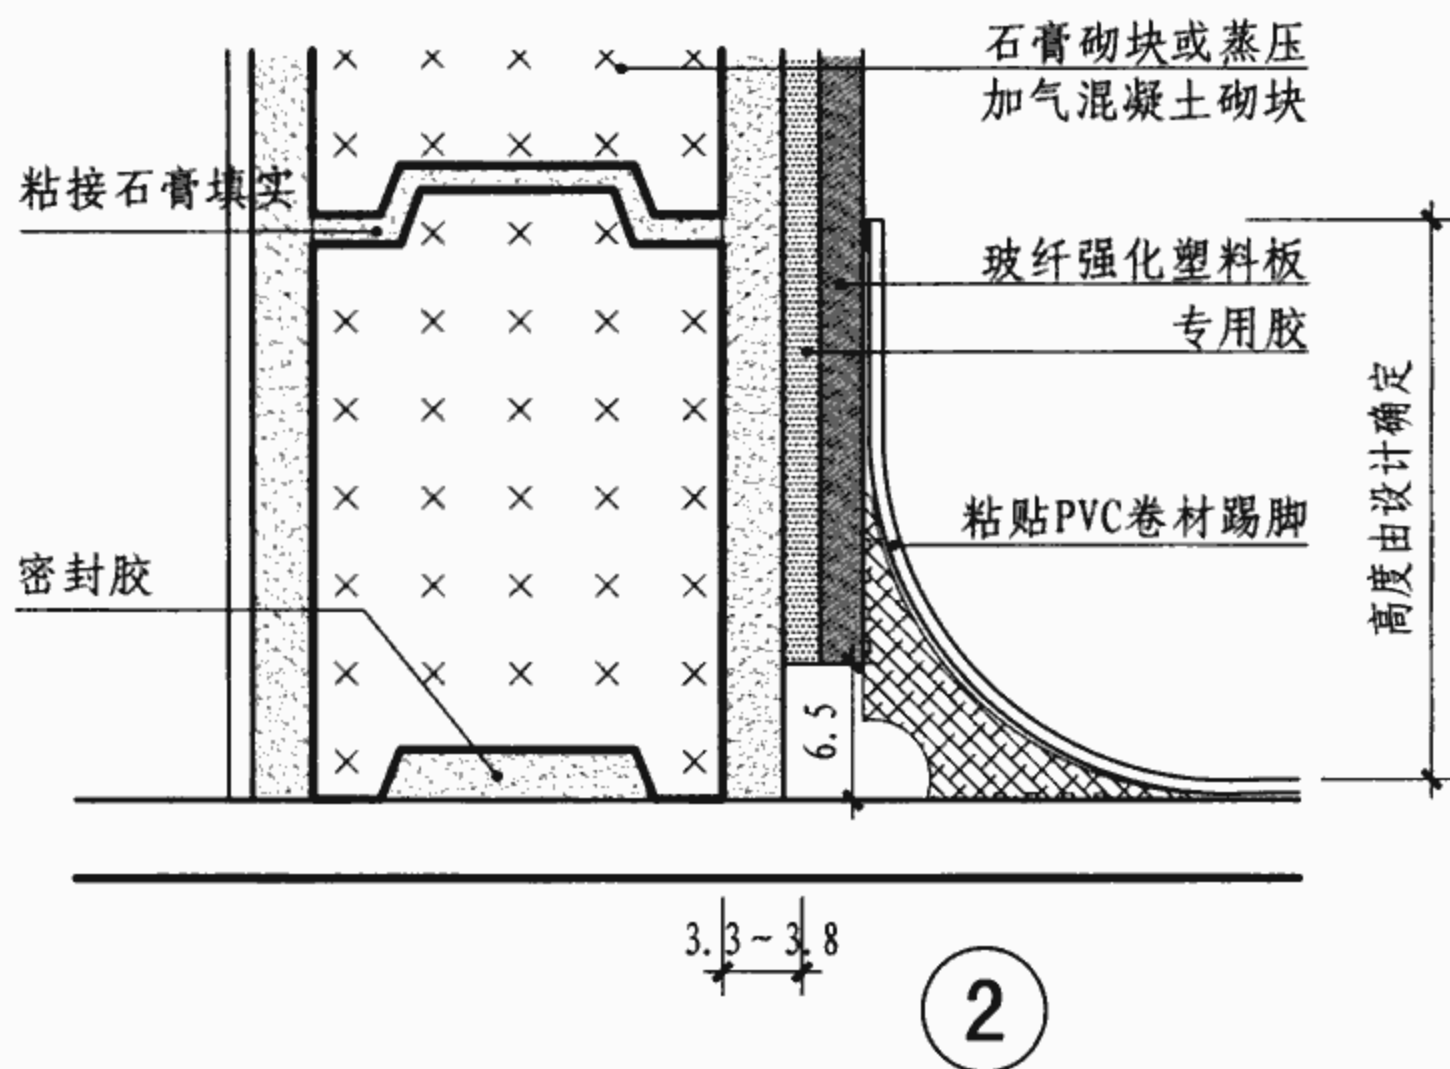 石膏砌块或蒸压
加气混凝土砌块
粘接石膏填实
玻纤强化塑料板
专用胶
粘贴PVC卷材踢脚
高度由设计确定
密封胶
6.5
3.3~3.8
2